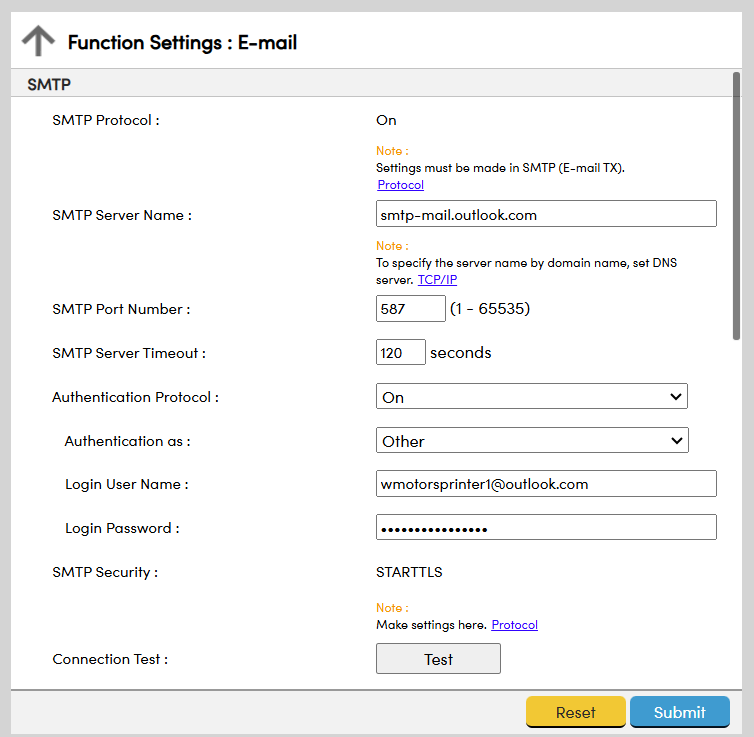 Function Settings : E-mail
SMTP
SMTP Protocol :
On
Note :
Settings must be made in SMTP (E-mail TX).
Protocol
SMTP Server Name :
smtp-mail.outlook.com
Note :
To specify the server name by domain name, set DNS
server. TCP/IP
SMTP Port Number :
587 (1 - 65535)
SMTP Server Timeout :
120 seconds
Authentication Protocol :
On
Authentication as :
Other
Login User Name :
wmotorsprinter1@outlook.com
Login Password :
••••••••••••••••
SMTP Security :
STARTTLS
Note :
Make settings here. Protocol
Connection Test :
Test
Reset
Submit